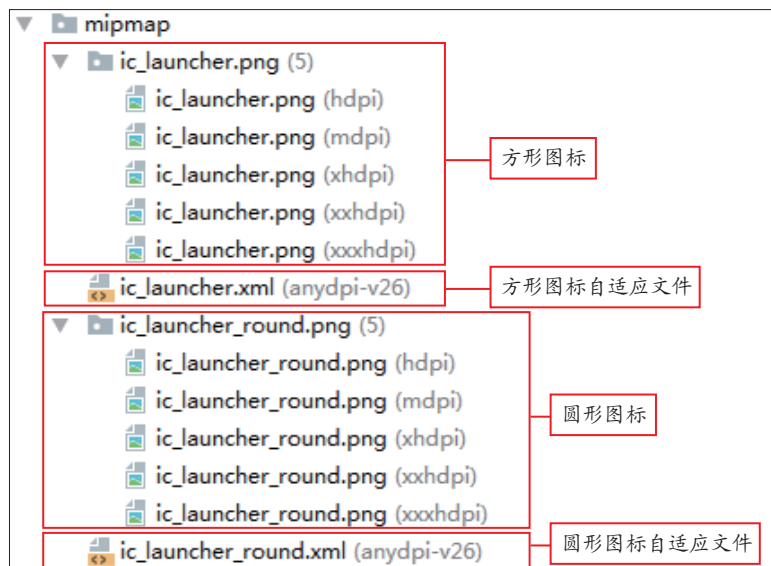 mipmap
ic_launcher.png (5)
ic_launcher.png (hdpi)
ic_launcher.png (mdpi)
ic_launcher.png (xhdpi)
ic_launcher.png (xxhdpi)
ic_launcher.png (xxxhdpi)
方形图标
ic_launcher.xml (anydpi-v26)
方形图标自适应文件
ic_launcher_round.png (5)
ic_launcher_round.png (hdpi)
ic_launcher_round.png (mdpi)
ic_launcher_round.png (xhdpi)
ic_launcher_round.png (xxhdpi)
ic_launcher_round.png (xxxhdpi)
圆形图标
ic_launcher_round.xml (anydpi-v26)
圆形图标自适应文件